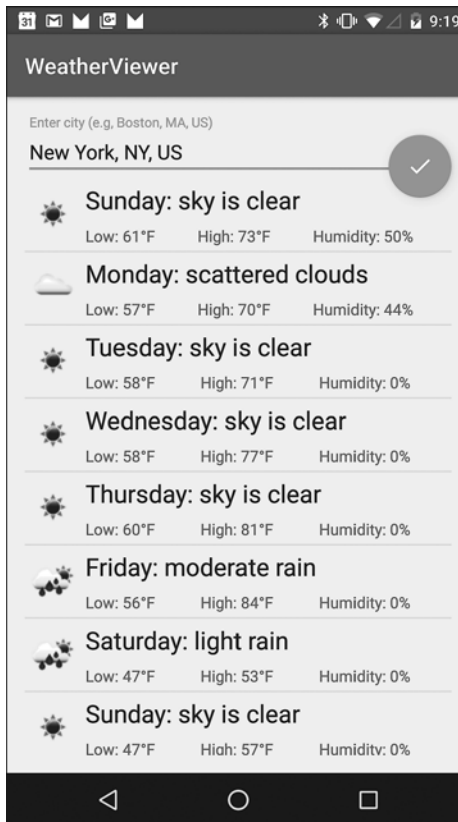 31 G+ 9:19
WeatherViewer
Enter city (e.g, Boston, MA, US)
New York, NY, US
Sunday: sky is clear
Low: 61°F High: 73°F Humidity: 50%
Monday: scattered clouds
Low: 57°F High: 70°F Humidity: 44%
Tuesday: sky is clear
Low: 58°F High: 71°F Humidity: 0%
Wednesday: sky is clear
Low: 58°F High: 77°F Humidity: 0%
Thursday: sky is clear
Low: 60°F High: 81°F Humidity: 0%
Friday: moderate rain
Low: 56°F High: 84°F Humidity: 0%
Saturday: light rain
Low: 47°F High: 53°F Humidity: 0%
Sunday: sky is clear
Low: 47°F High: 57°F Humidity: 0%